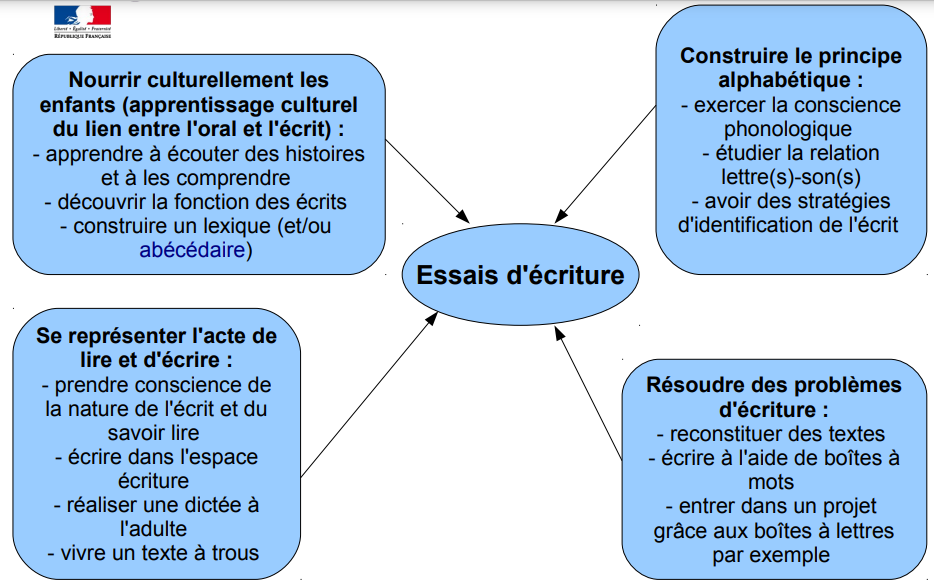 Liberté • Égalité • Fraternité
RÉPUBLIQUE FRANÇAISE
Nourrir culturellement les
enfants (apprentissage culturel
du lien entre l'oral et l'écrit) :
- apprendre à écouter des histoires
et à les comprendre
- découvrir la fonction des écrits
- construire un lexique (et/ou
abécédaire)
Construire le principe
alphabétique :
- exercer la conscience
phonologique
- étudier la relation
lettre(s)-son(s)
- avoir des stratégies
d'identification de l'écrit
Essais d'écriture
Se représenter l'acte de
lire et d'écrire :
- prendre conscience de
la nature de l'écrit et du
savoir lire
- écrire dans l'espace
écriture
- réaliser une dictée à
l'adulte
- vivre un texte à trous
Résoudre des problèmes
d'écriture :
- reconstituer des textes
- écrire à l'aide de boîtes à
mots
- entrer dans un projet
grâce aux boîtes à lettres
par exemple